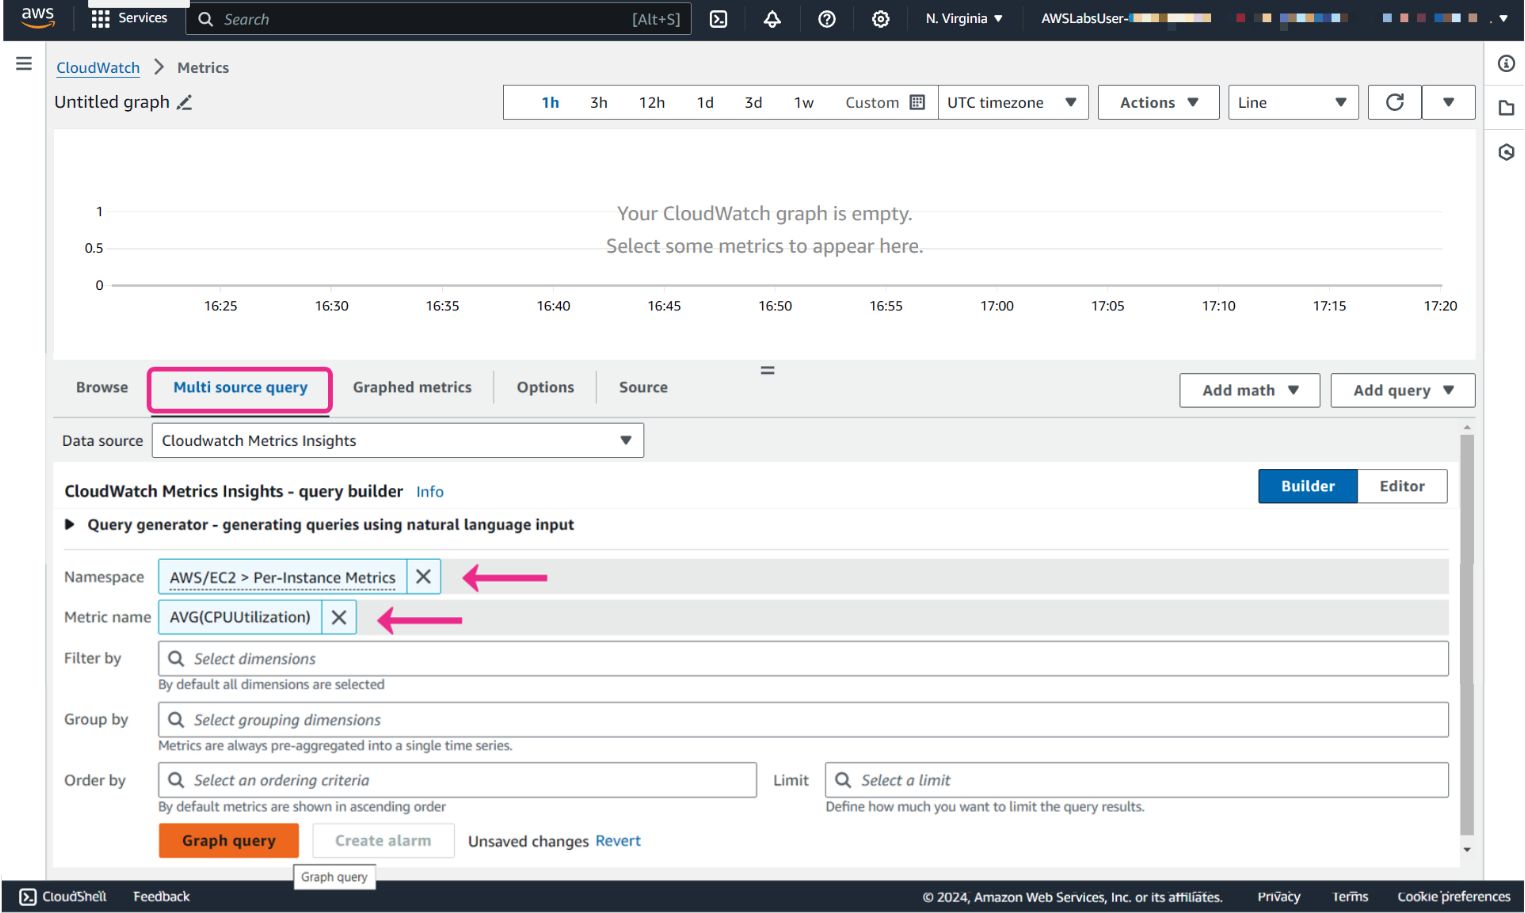 aws Services Search [Alt+S] N. Virginia AWSLabsUser-
CloudWatch Metrics
Untitled graph 1h 3h 12h 1d 3d 1w Custom UTC timezone Actions Line
Your CloudWatch graph is empty.
Select some metrics to appear here.
1
0.5
0
16:25 16:30 16:35 16:40 16:45 16:50 16:55 17:00 17:05 17:10 17:15 17:20
Browse Multi source query Graphed metrics Options Source Add math Add query
Data source Cloudwatch Metrics Insights
CloudWatch Metrics Insights - query builder Info Builder Editor
Query generator - generating queries using natural language input
Namespace AWS/EC2 > Per-Instance Metrics
Metric name AVG(CPUUtilization)
Filter by Select dimensions
By default all dimensions are selected
Group by Select grouping dimensions
Metrics are always pre-aggregated into a single time series.
Order by Select an ordering criteria Limit Select a limit
By default metrics are shown in ascending order Define how much you want to limit the query results.
Graph query Create alarm Unsaved changes Revert
Graph query
CloudShell Feedback © 2024, Amazon Web Services, Inc. or its affiliates. Privacy Terms Cookie preferences